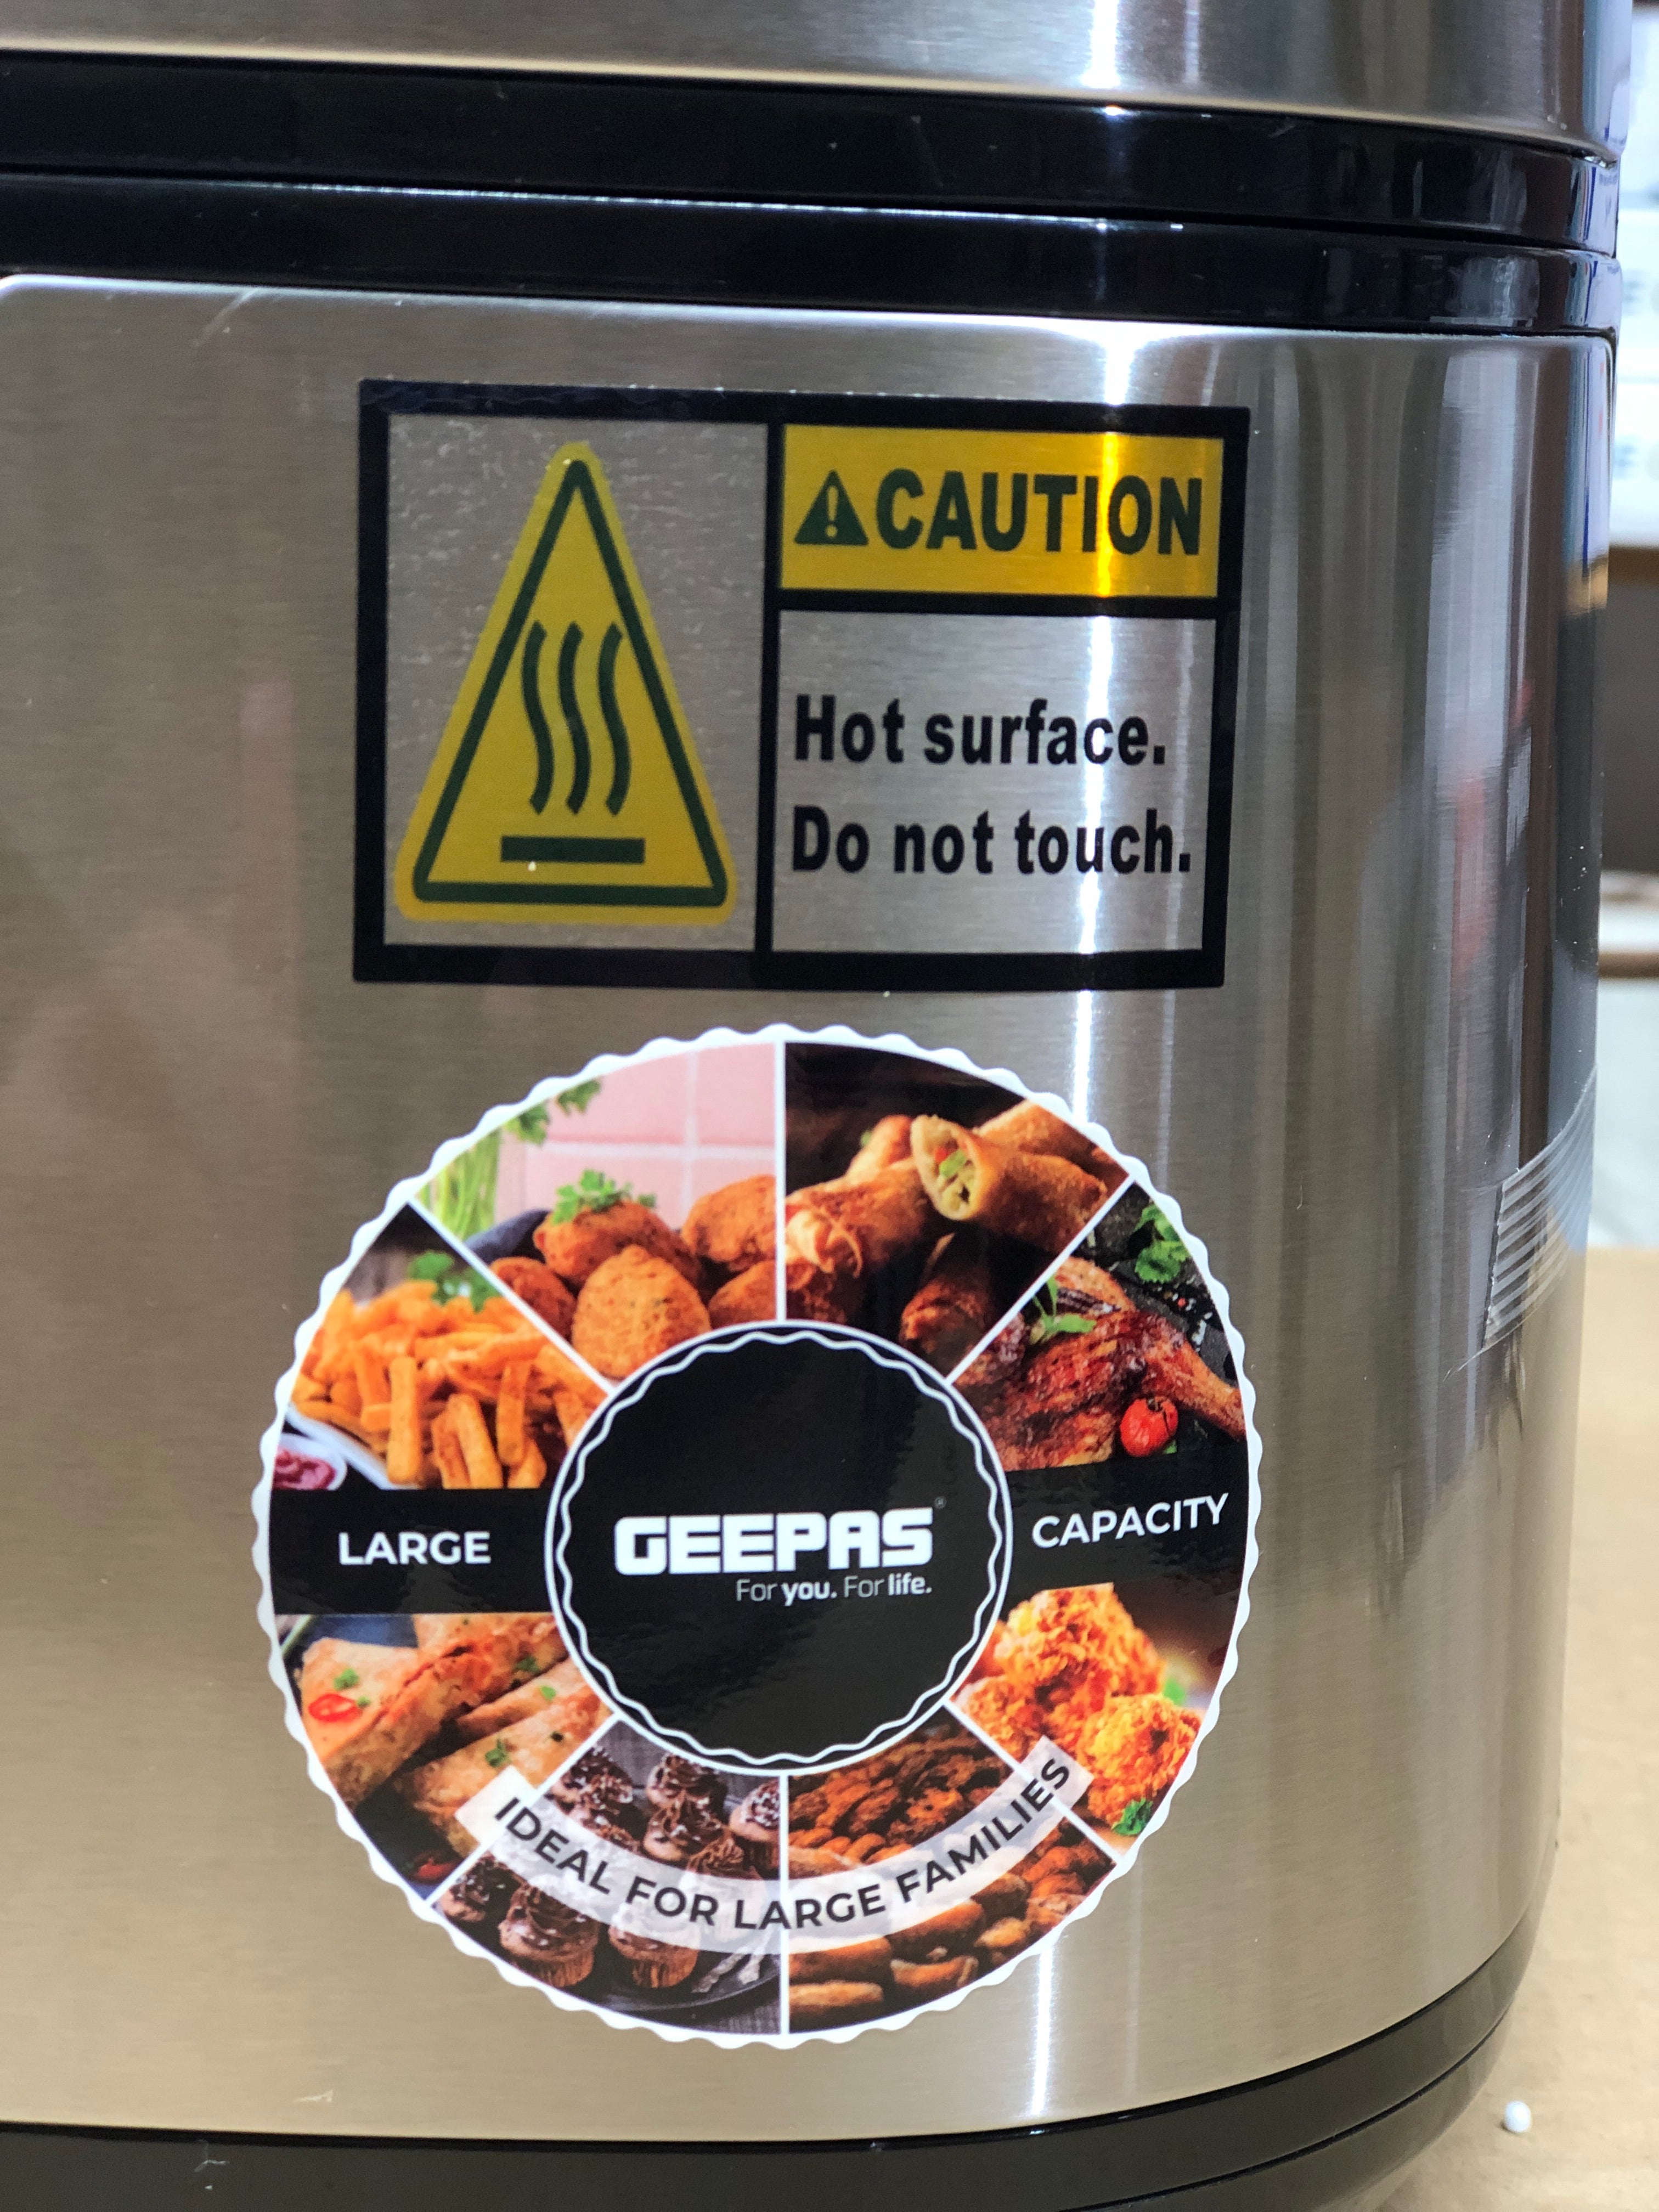 ⚠CAUTION
Hot surface.
Do not touch.
LARGE
GEEPAS®
For you. For life.
CAPACITY
IDEAL FOR LARGE FAMILIES